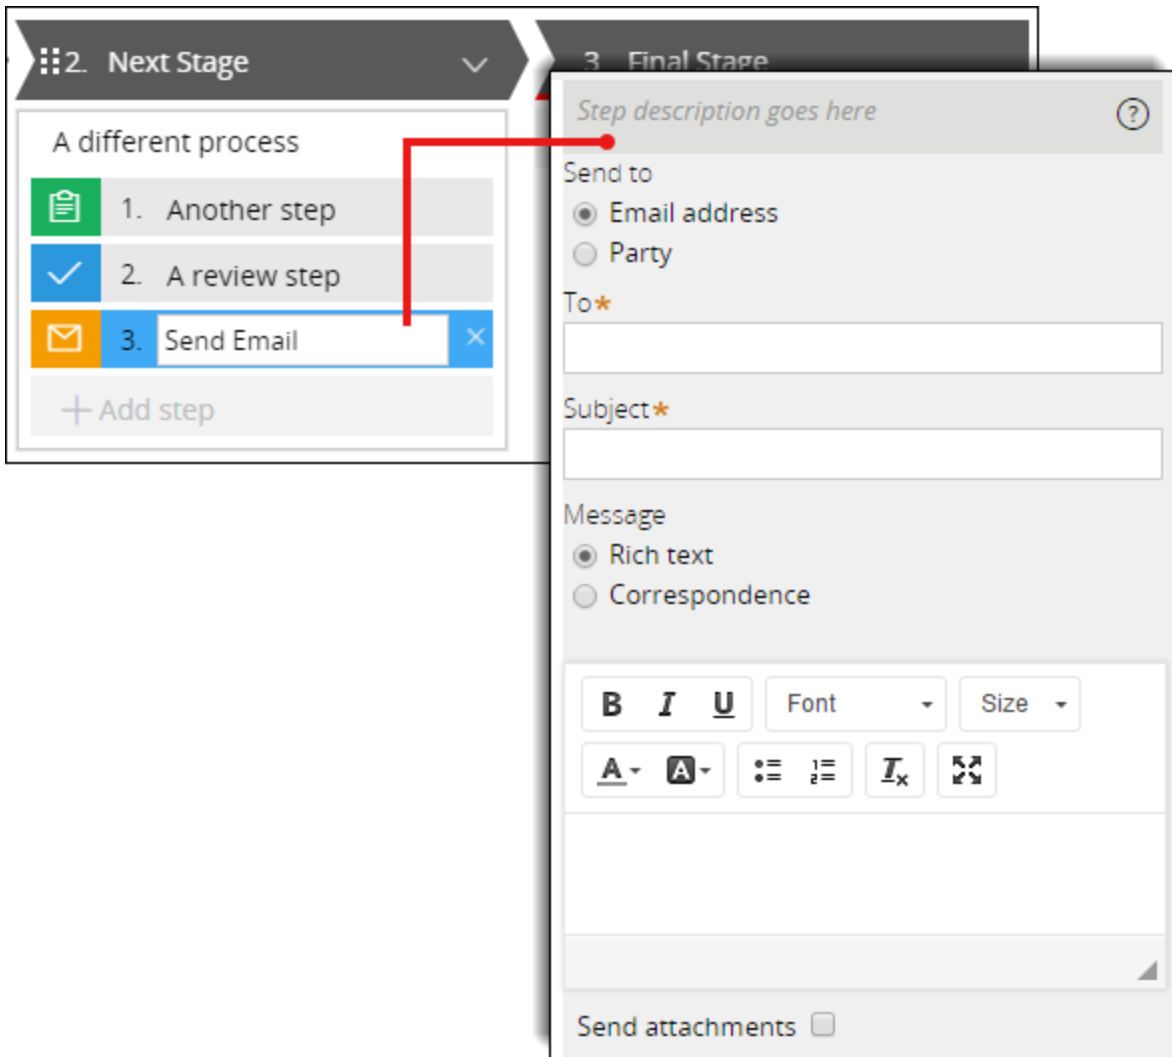 2. Next Stage
3. Final Stage
A different process
1. Another step
2. A review step
3. Send Email
Add step
Step description goes here
?
Send to
Email address
Party
To*
Subject*
Message
Rich text
Correspondence
B I U Font Size
A A Ix
Send attachments